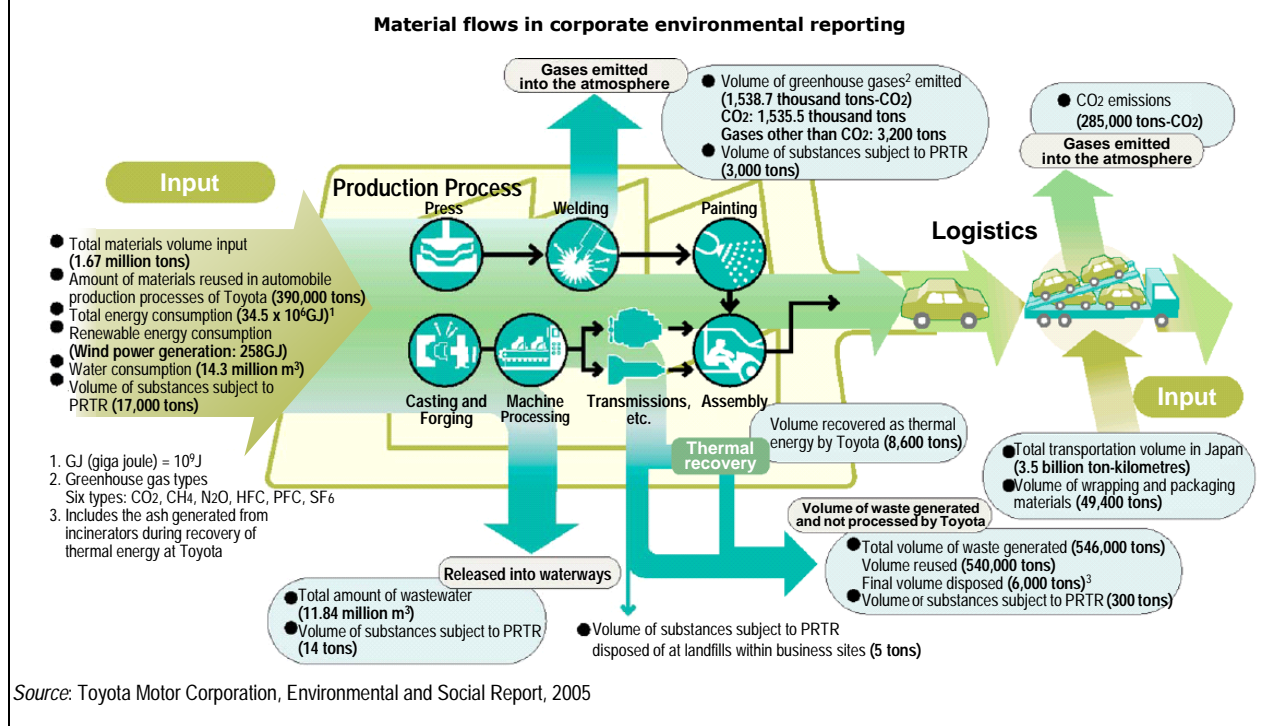 Material flows in corporate environmental reporting
Gases emitted
into the atmosphere
● Volume of greenhouse gases² emitted
(1,538.7 thousand tons-CO2)
CO2: 1,535.5 thousand tons
Gases other than CO2: 3,200 tons
● Volume of substances subject to PRTR
(3,000 tons)
● CO2 emissions
(285,000 tons-CO2)
Gases emitted
into the atmosphere
Input
Production Process
Press
Welding
Painting
Logistics
● Total materials volume input
(1.67 million tons)
● Amount of materials reused in automobile
production processes of Toyota (390,000 tons)
● Total energy consumption (34.5 x 10⁶GJ)¹
● Renewable energy consumption
(Wind power generation: 258GJ)
● Water consumption (14.3 million m³)
● Volume of substances subject to
PRTR (17,000 tons)
Casting and
Forging
Machine
Processing
Transmissions,
etc.
Assembly
Input
Volume recovered as thermal
energy by Toyota (8,600 tons)
Thermal
recovery
● Total transportation volume in Japan
(3.5 billion ton-kilometres)
● Volume of wrapping and packaging
materials (49,400 tons)
1. GJ (giga joule) = 10⁹J
2. Greenhouse gas types
Six types: CO2, CH4, N2O, HFC, PFC, SF6
3. Includes the ash generated from
incinerators during recovery of
thermal energy at Toyota
Volume of waste generated
and not processed by Toyota
● Total volume of waste generated (546,000 tons)
Volume reused (540,000 tons)
Final volume disposed (6,000 tons)³
● Volume or substances subject to PRTR (300 tons)
Released into waterways
● Total amount of wastewater
(11.84 million m³)
● Volume of substances subject to PRTR
(14 tons)
● Volume of substances subject to PRTR
disposed of at landfills within business sites (5 tons)
Source: Toyota Motor Corporation, Environmental and Social Report, 2005